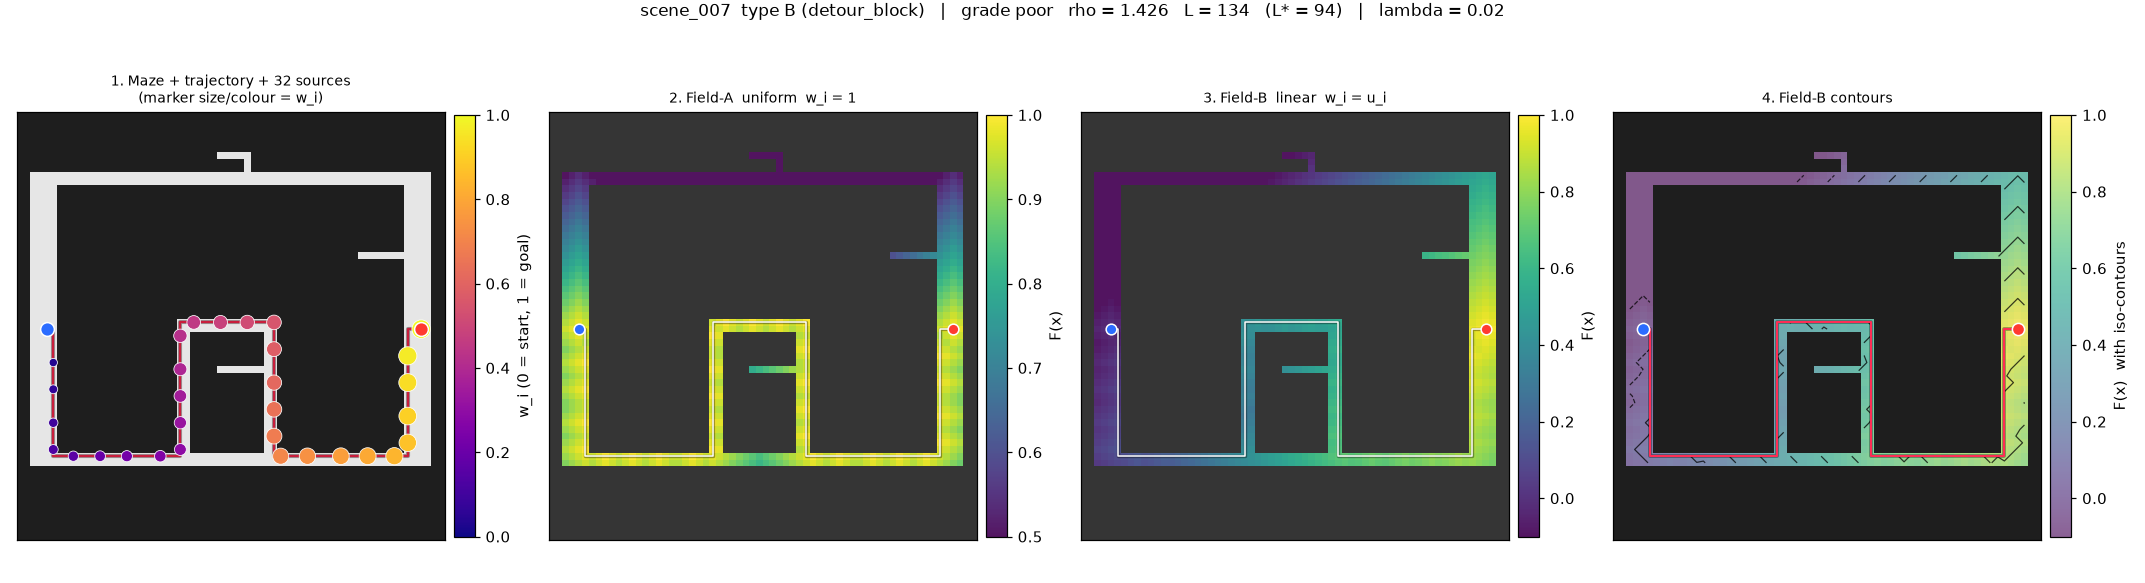 scene_007  type B (detour_block)   |   grade poor   rho = 1.426   L = 134   (L* = 94)   |   lambda = 0.02
1. Maze + trajectory + 32 sources
(marker size/colour = w_i)
1.0
0.8
0.6
0.4
0.2
0.0
w_i (0 = start, 1 = goal)
2. Field-A  uniform  w_i = 1
1.0
0.9
0.8
0.7
0.6
0.5
F(x)
3. Field-B  linear  w_i = u_i
1.0
0.8
0.6
0.4
0.2
0.0
F(x)
4. Field-B contours
1.0
0.8
0.6
0.4
0.2
0.0
F(x)  with iso-contours